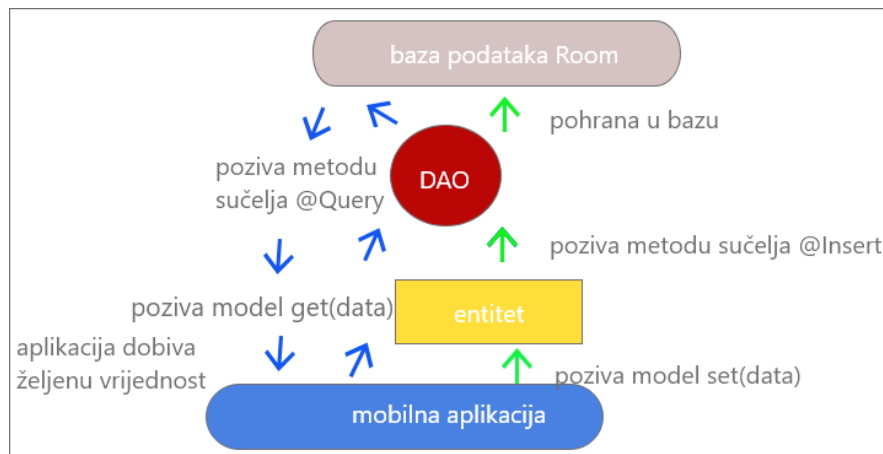 baza podataka Room
pohrana u bazu
poziva metodu
sučelja @Query
DAO
poziva metodu sučelja @Insert
poziva model get(data)
entitet
aplikacija dobiva
željenu vrijednost
poziva model set(data)
mobilna aplikacija